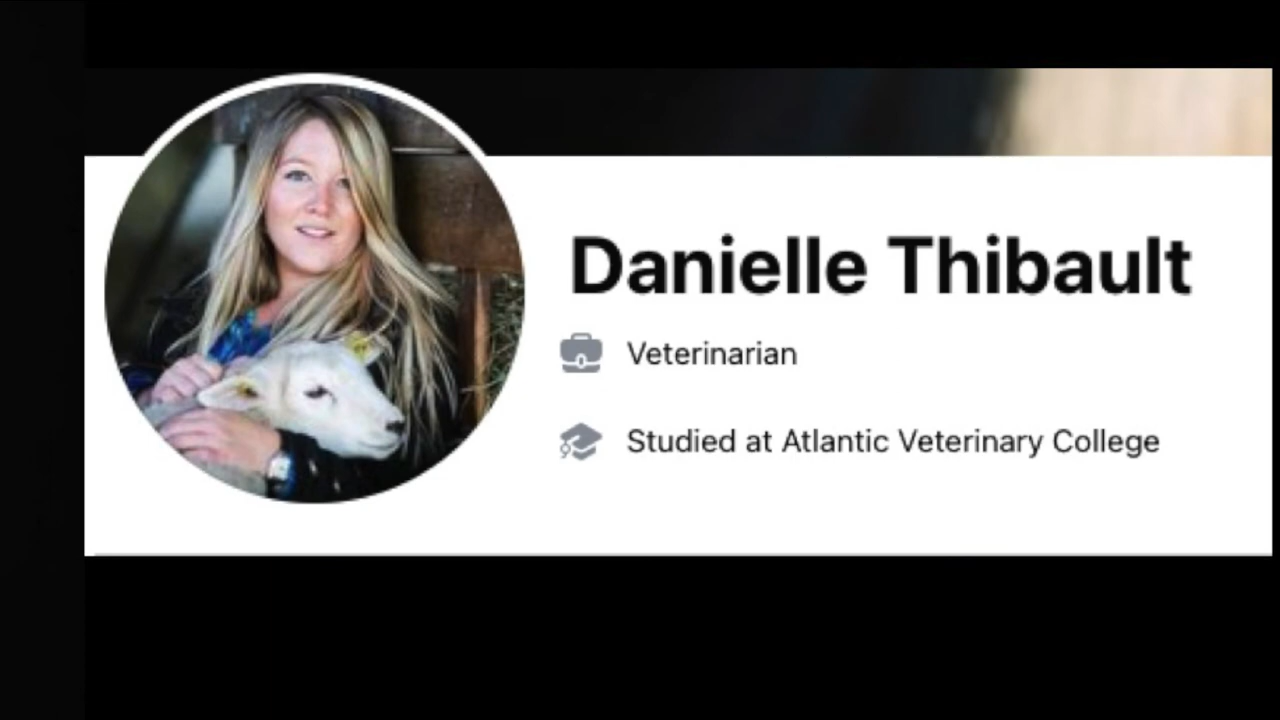 Danielle Thibault
Veterinarian
Studied at Atlantic Veterinary College